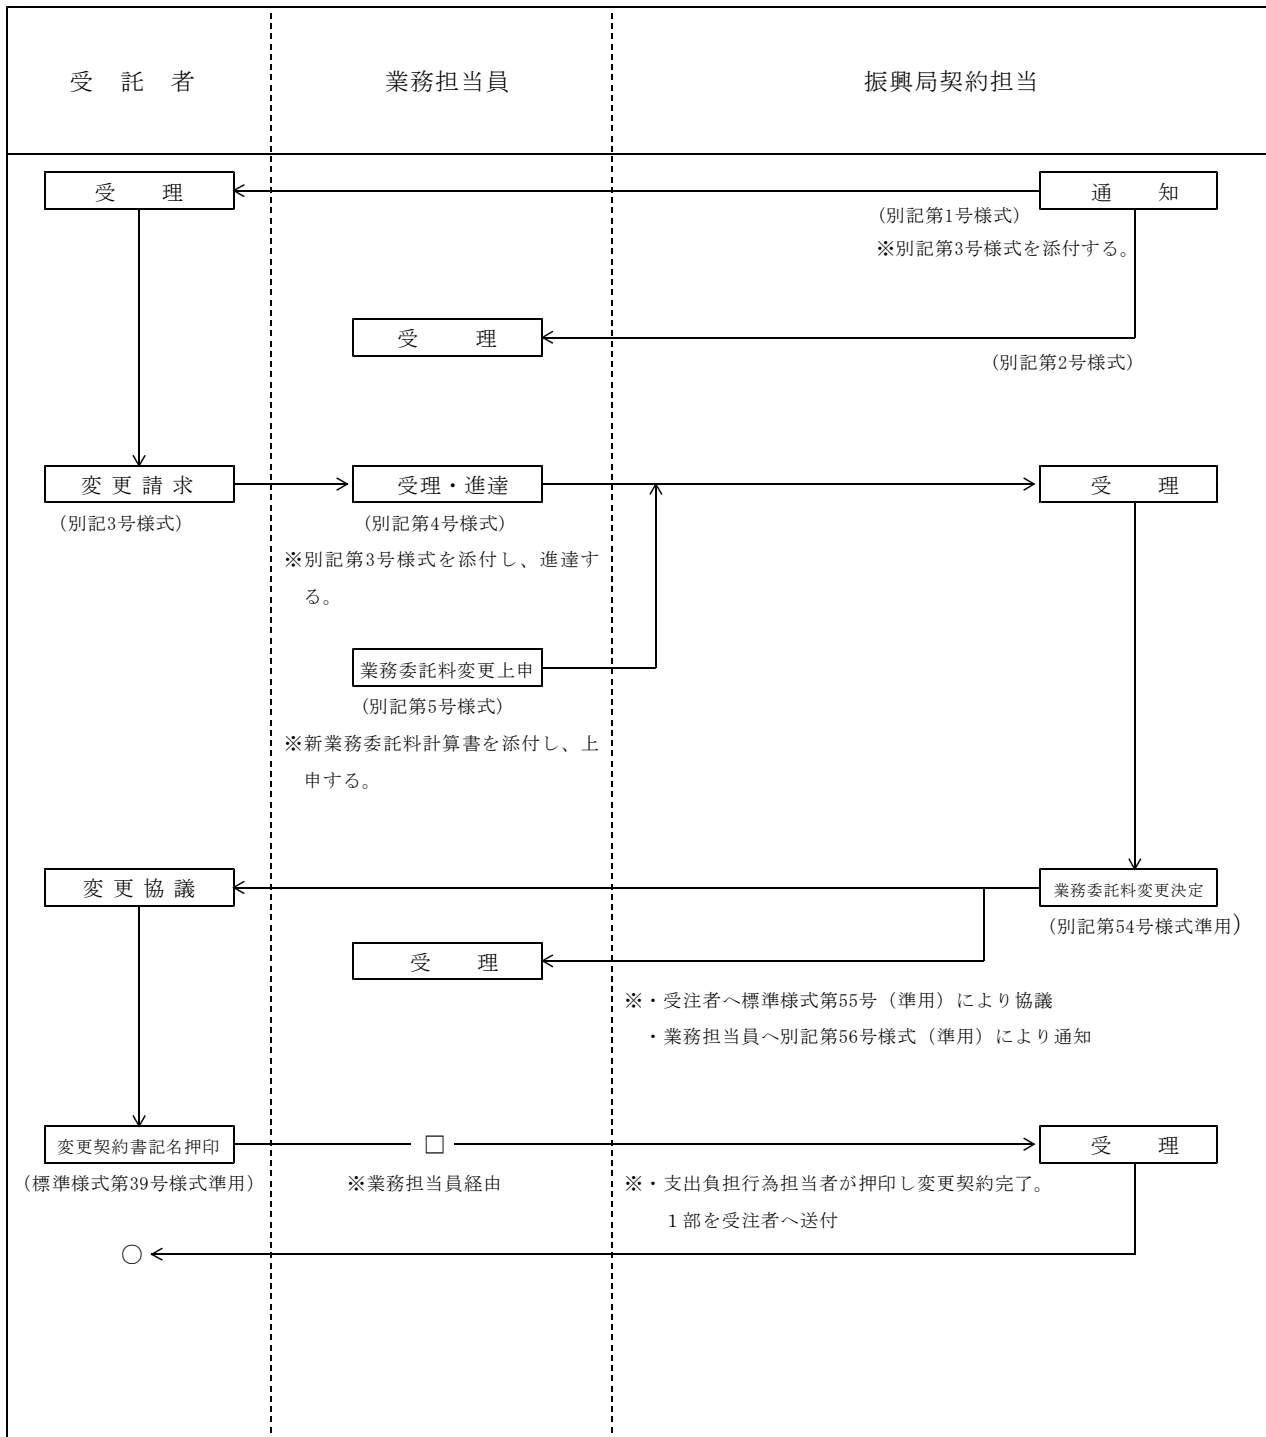 受　託　者
業務担当員
振興局契約担当
受　理
通　知
(別記第1号様式)
※別記第3号様式を添付する。
受　理
(別記第2号様式)
変更請求
受理・進達
受　理
(別記3号様式)
(別記第4号様式)
※別記第3号様式を添付し、進達す
る。
業務委託料変更上申
(別記第5号様式)
※新業務委託料計算書を添付し、上
申する。
変更協議
業務委託料変更決定
(別記第54号様式準用)
受　理
※・受注者へ標準様式第55号（準用）により協議
・業務担当員へ別記第56号様式（準用）により通知
変更契約書記名押印
□
受　理
(標準様式第39号様式準用)
※業務担当員経由
※・支出負担行為担当者が押印し変更契約完了。
１部を受注者へ送付
○